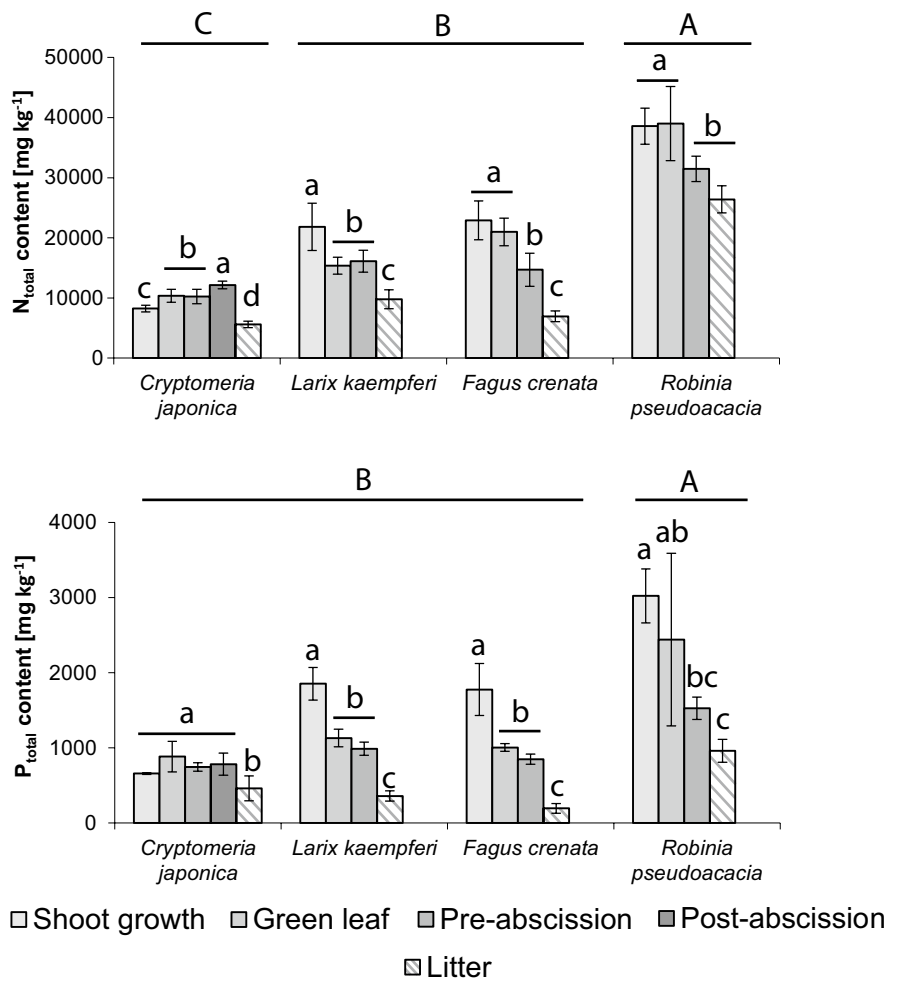 C B A
50000
40000
30000
20000
10000
0
N_total content [mg kg⁻¹]
c b a d
a b c
a b c
a b
Cryptomeria japonica
Larix kaempferi
Fagus crenata
Robinia pseudoacacia
B A
4000
3000
2000
1000
0
P_total content [mg kg⁻¹]
a b
a b c
a b c
a ab bc c
Cryptomeria japonica
Larix kaempferi
Fagus crenata
Robinia pseudoacacia
Shoot growth Green leaf Pre-abscission Post-abscission
Litter